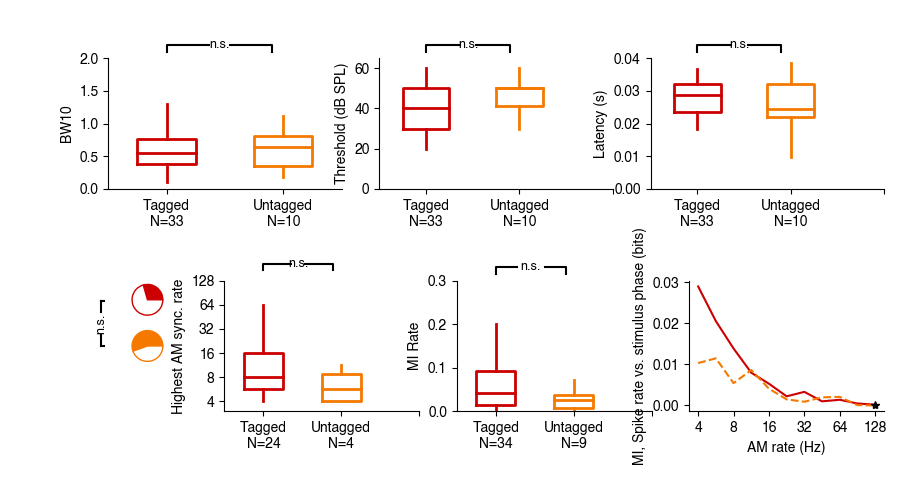 n.s.
n.s.
n.s.
BW10
2.0
1.5
1.0
0.5
0.0
Tagged
N=33
Untagged
N=10
Threshold (dB SPL)
60
40
20
0
Tagged
N=33
Untagged
N=10
Latency (s)
0.04
0.03
0.02
0.01
0.00
Tagged
N=33
Untagged
N=10
n.s.
n.s.
Highest AM sync. rate
128
64
32
16
8
4
Tagged
N=24
Untagged
N=4
n.s.
MI Rate
0.3
0.2
0.1
0.0
Tagged
N=34
Untagged
N=9
MI, Spike rate vs. stimulus phase (bits)
0.03
0.02
0.01
0.00
4
8
16
32
64
128
AM rate (Hz)